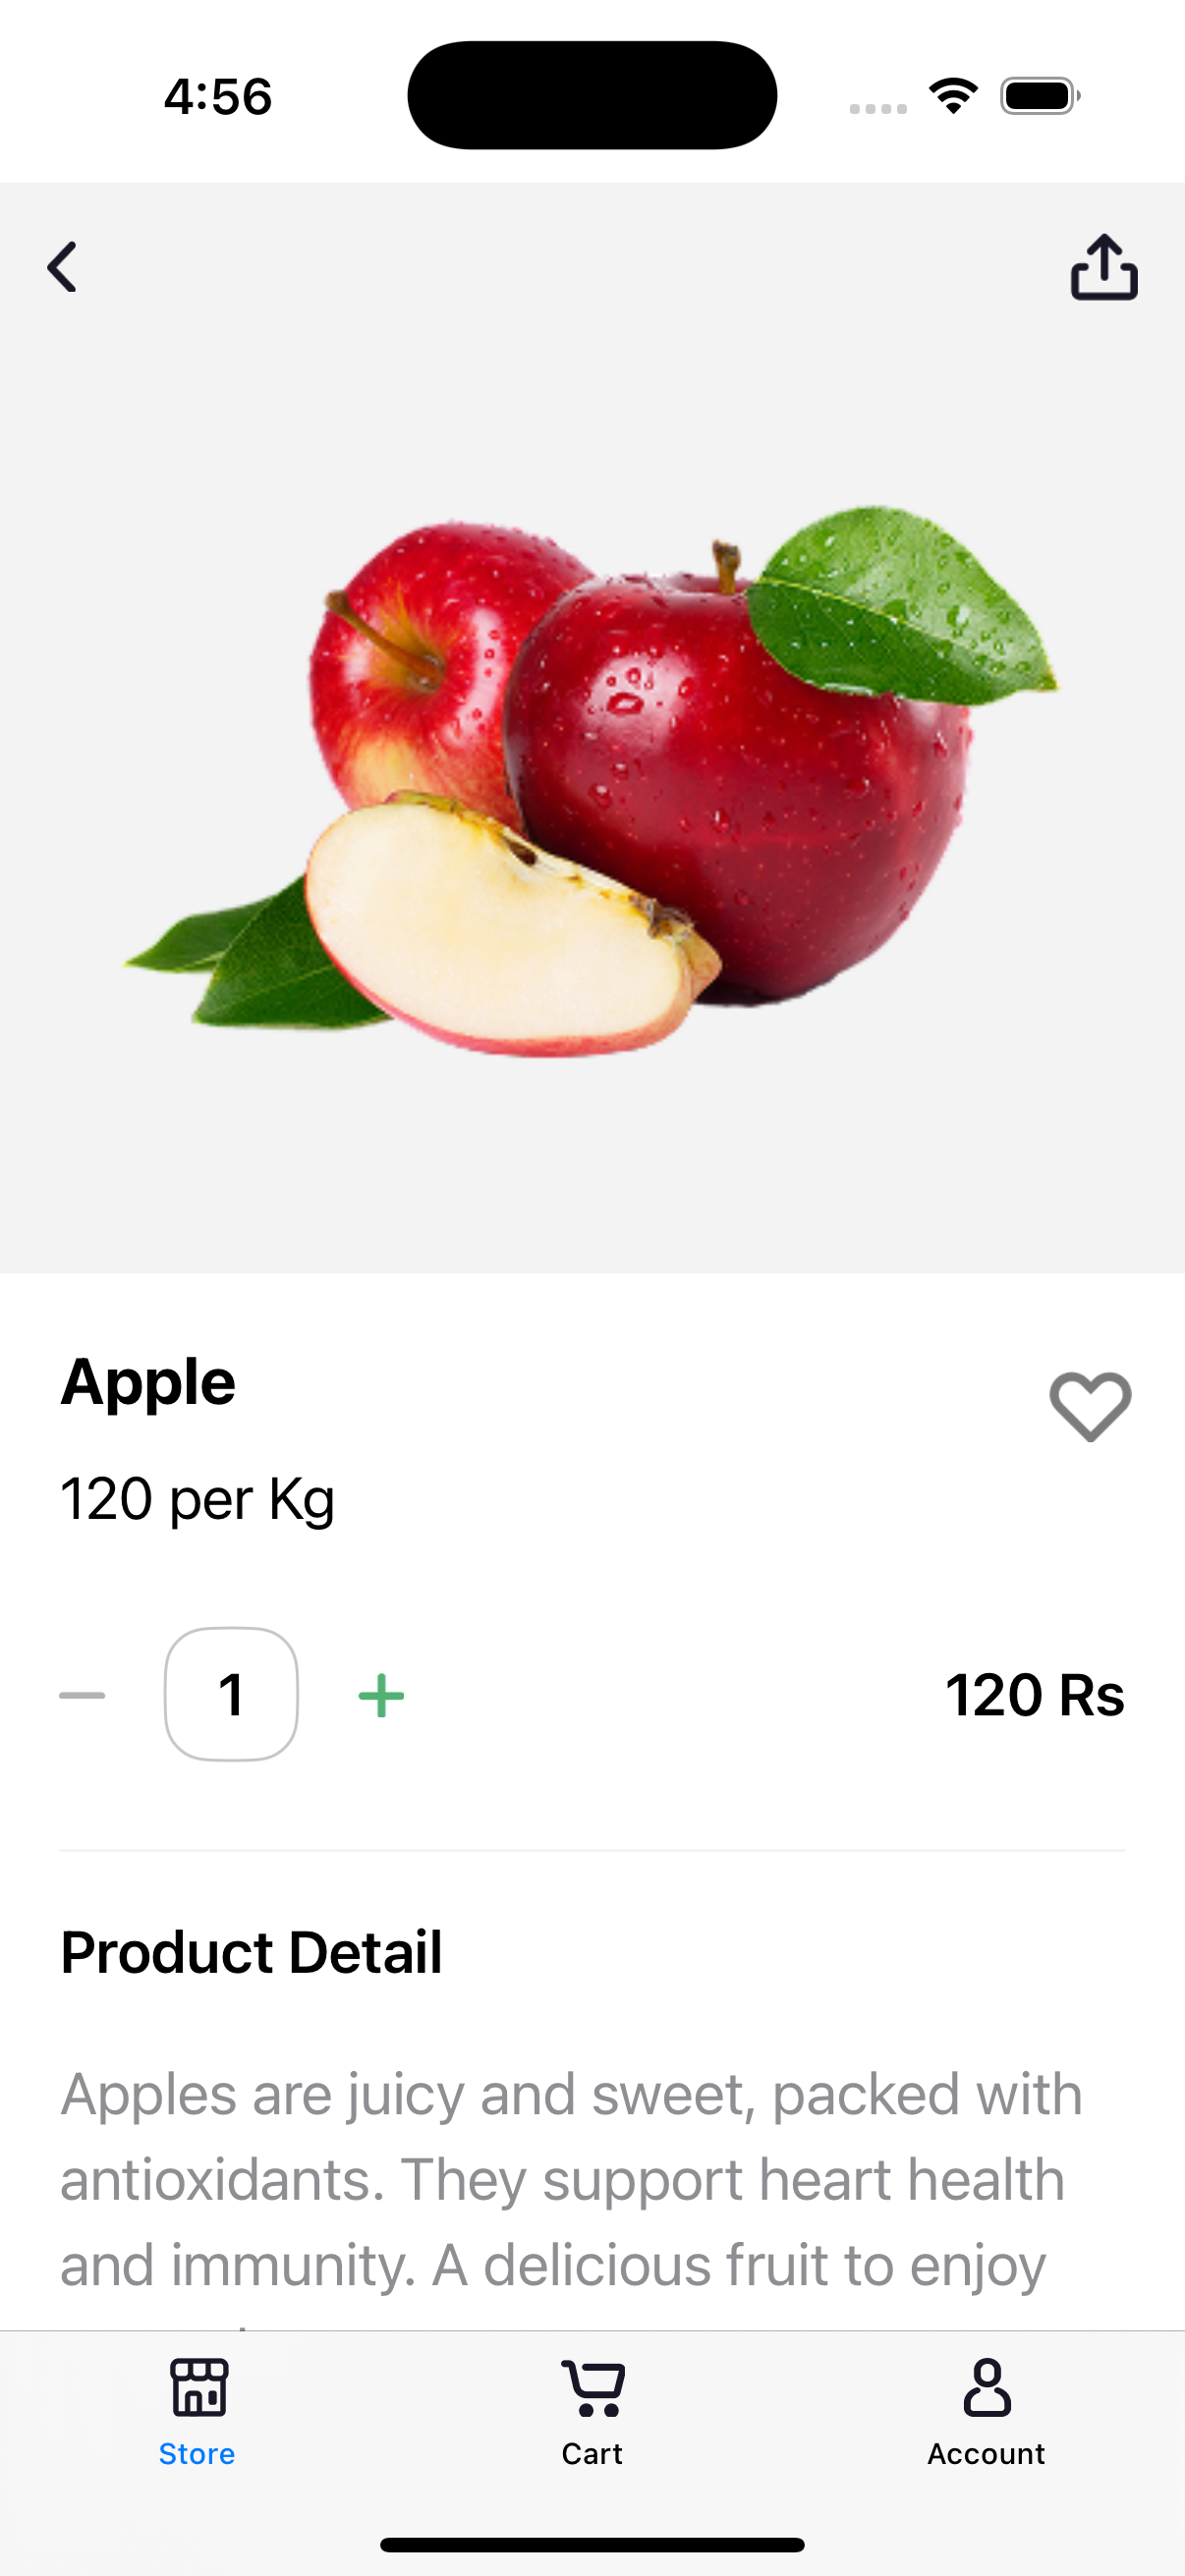 4:56
Apple
120 per Kg
1
120 Rs
Product Detail
Apples are juicy and sweet, packed with
antioxidants. They support heart health
and immunity. A delicious fruit to enjoy
Store
Cart
Account